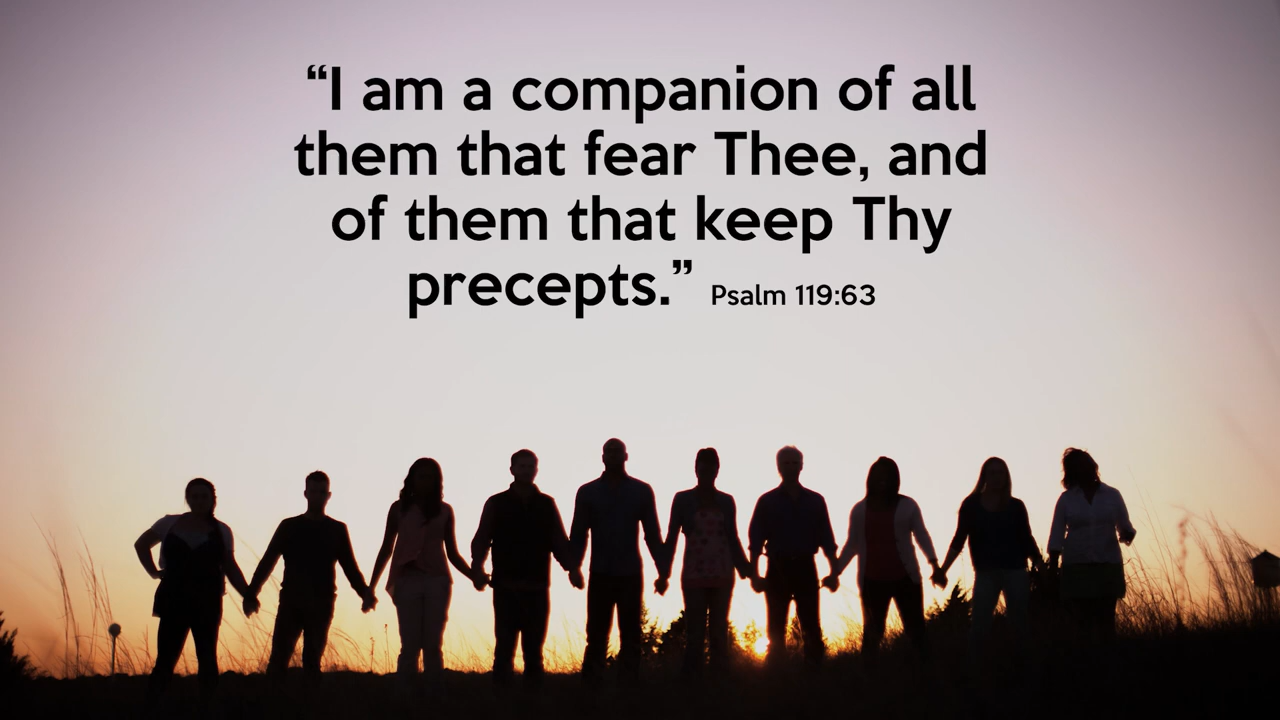 “I am a companion of all
them that fear Thee, and
of them that keep Thy
precepts.” Psalm 119:63